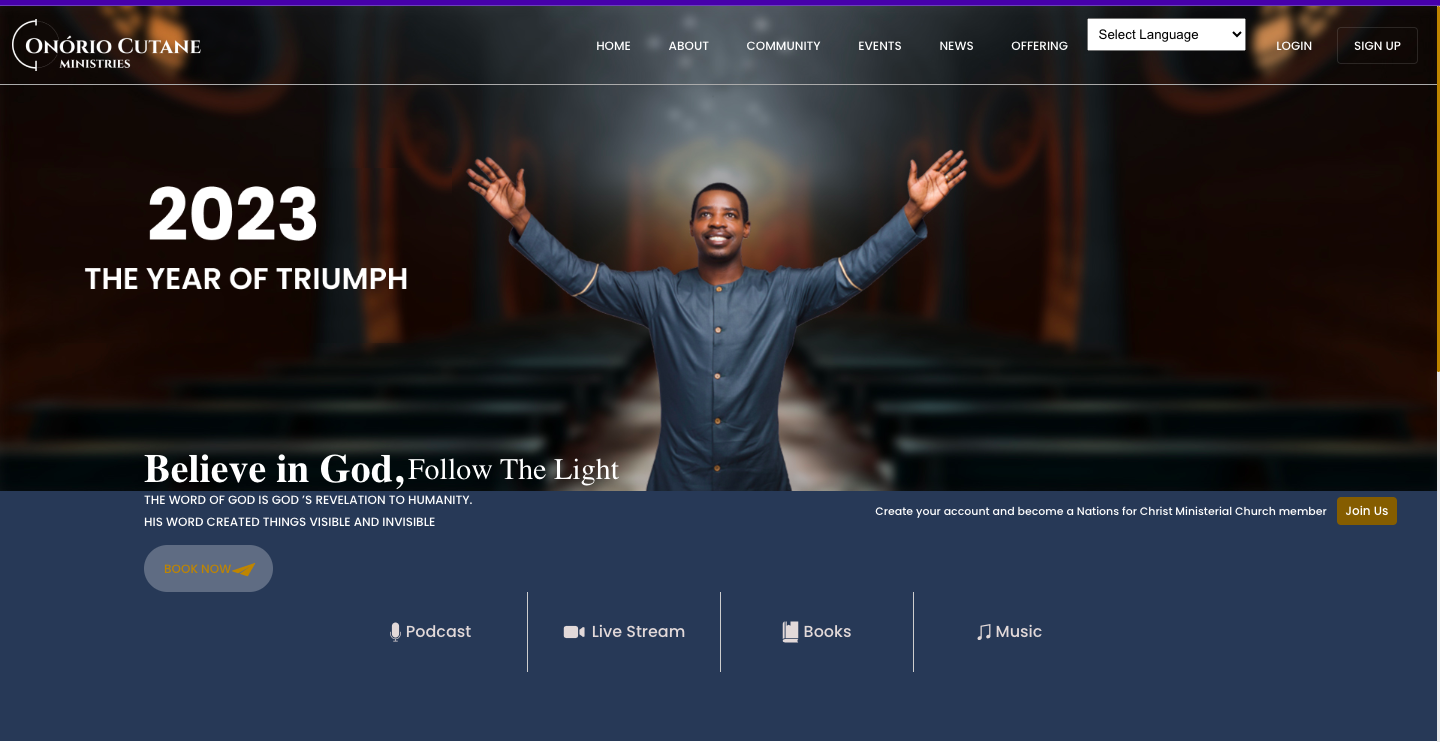 ONÓRIO CUTANE
MINISTRIES
HOME ABOUT COMMUNITY EVENTS NEWS OFFERING Select Language LOGIN SIGN UP
2023
THE YEAR OF TRIUMPH
Believe in God, Follow The Light
THE WORD OF GOD IS GOD ’S REVELATION TO HUMANITY.
HIS WORD CREATED THINGS VISIBLE AND INVISIBLE
Create your account and become a Nations for Christ Ministerial Church member Join Us
BOOK NOW
Podcast Live Stream Books Music